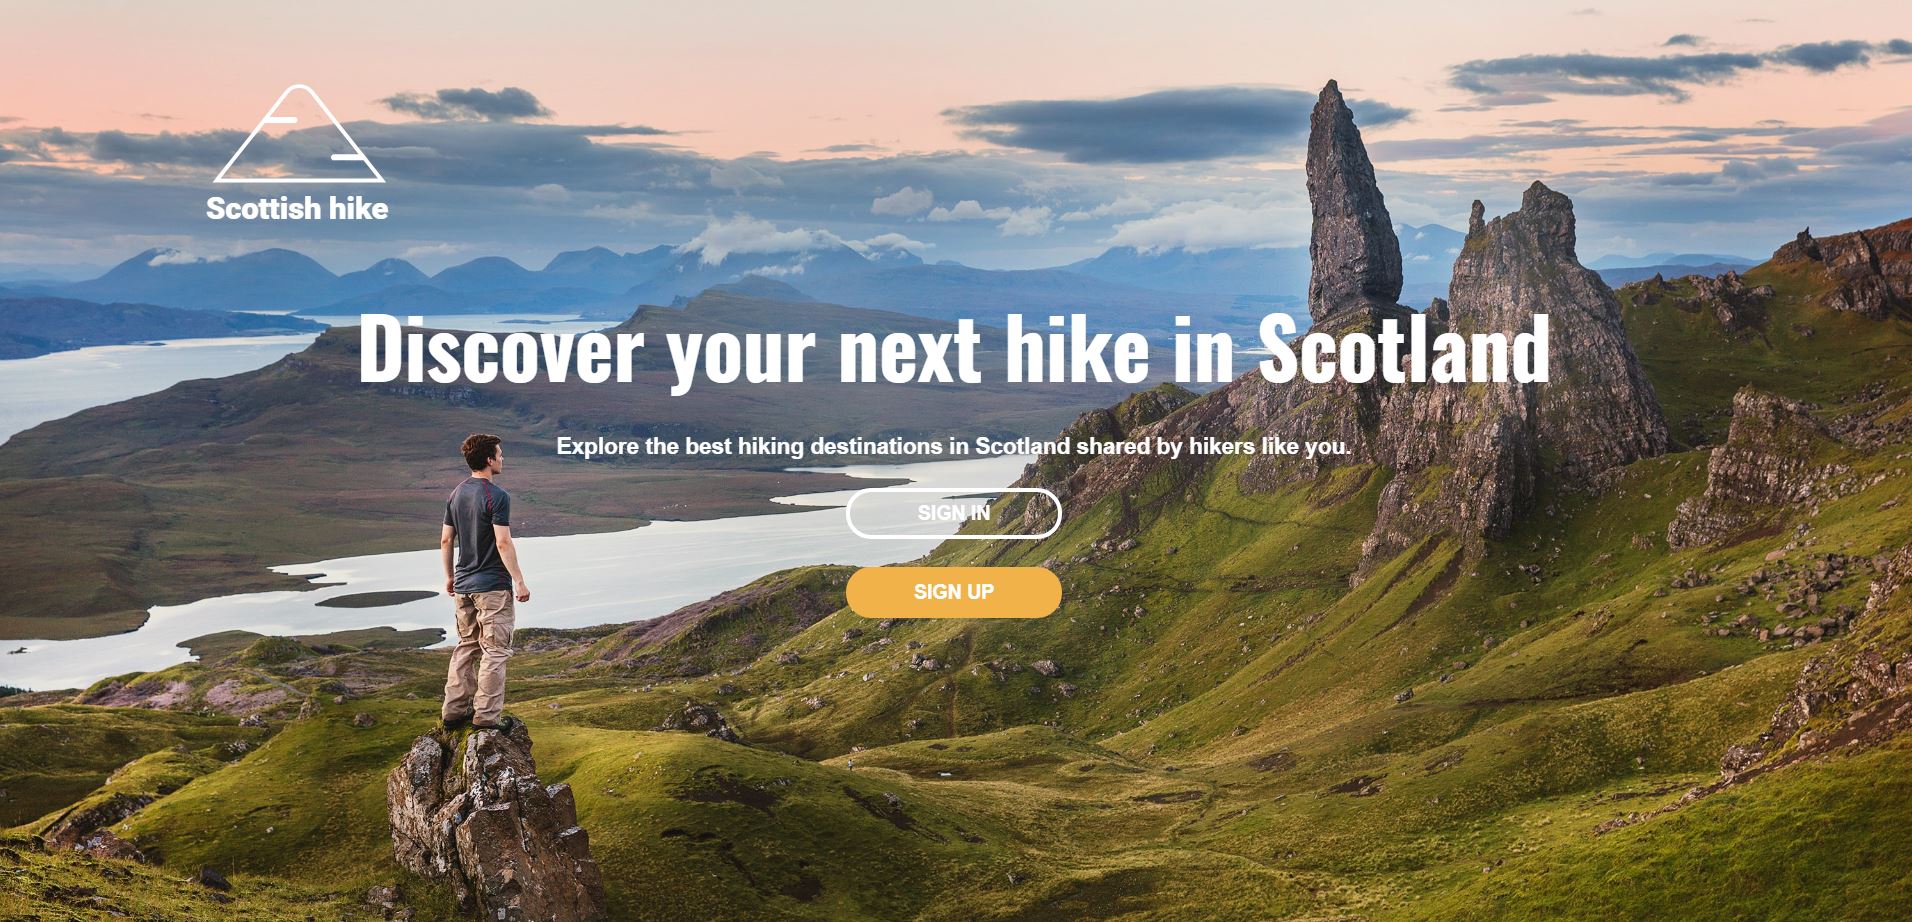 Scottish hike
Discover your next hike in Scotland
Explore the best hiking destinations in Scotland shared by hikers like you.
SIGN IN
SIGN UP